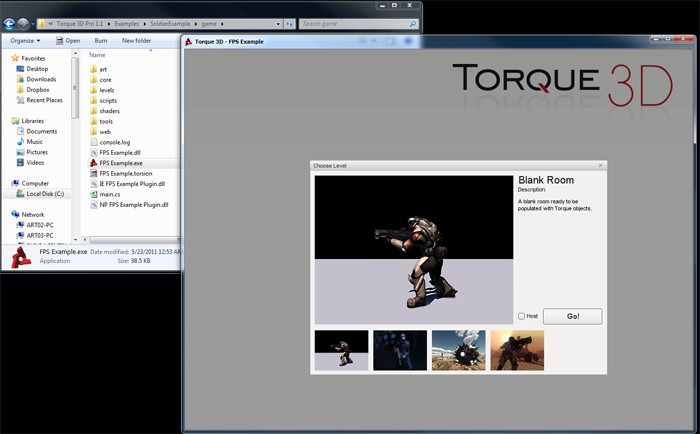 Torque 3D Pro 1.1 ▸ Examples ▸ SoldierExample ▸ game ▸
Search game
Organize
Open
Burn
New folder
Favorites
Desktop
Downloads
Dropbox
Recent Places
Libraries
Documents
Music
Pictures
Videos
Computer
Local Disk (C:)
Network
ART02-PC
ART03-PC
Name
art
core
levels
scripts
shaders
tools
web
console.log
FPS Example.dll
FPS Example.exe
FPS Example.torsion
IE FPS Example Plugin.dll
main.cs
NP FPS Example Plugin.dll
FPS Example.exe Date modified: 5/23/2011 12:53 AM
Application Size: 98.5 KB
Torque 3D - FPS Example
TORQUE 3D
Choose Level
Blank Room
Description:
A blank room ready to be
populated with Torque objects.
Host
Go!